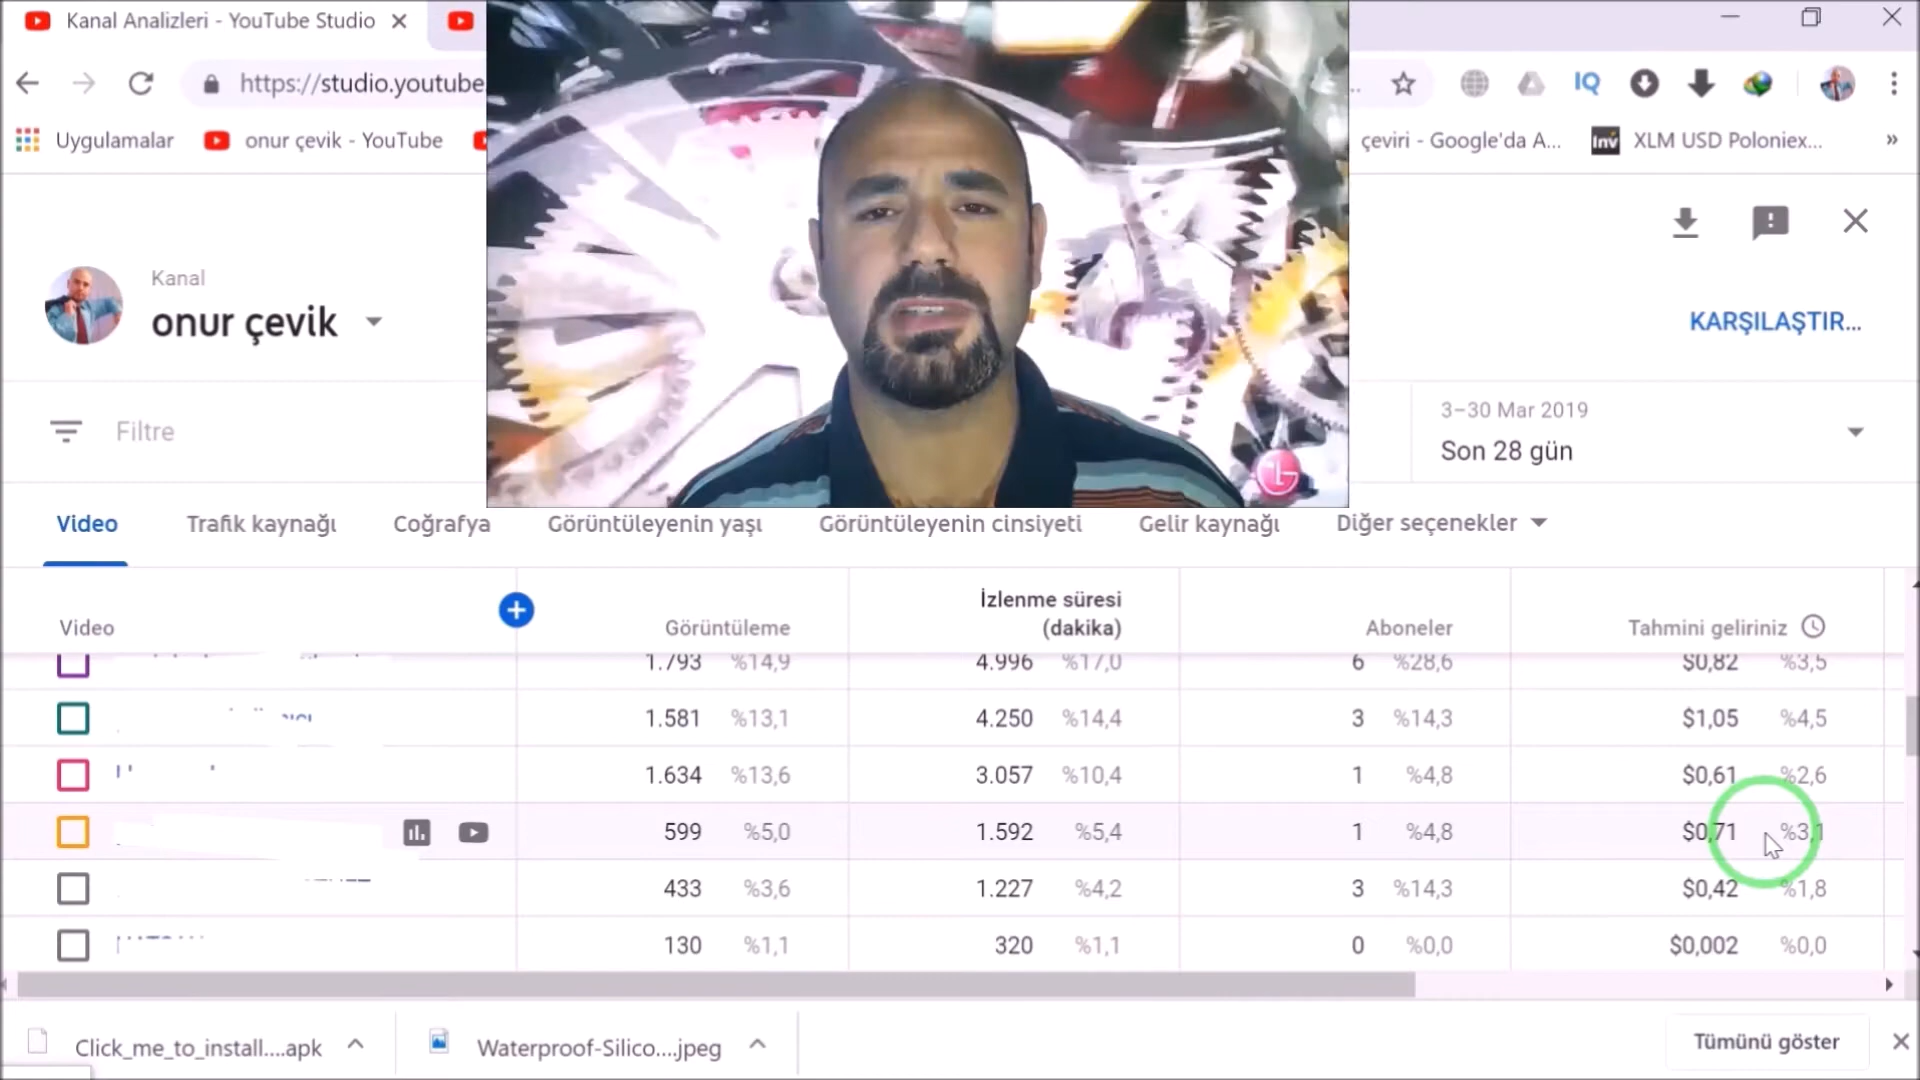 Kanal Analizleri - YouTube Studio
https://studio.youtube
Uygulamalar
onur çevik - YouTube
IQ
çeviri - Google'da A...
Inv
XLM USD Poloniex...
»
Kanal
onur çevik
KARŞILAŞTIR...
Filtre
3–30 Mar 2019
Son 28 gün
Video Trafik kaynağı Coğrafya Görüntüleyenin yaşı Görüntüleyenin cinsiyeti Gelir kaynağı Diğer seçenekler
Video Görüntüleme İzlenme süresi (dakika) Aboneler Tahmini geliriniz
1.793 %14,9 4.996 %17,0 6 %28,6 $0,82 %3,5
1.581 %13,1 4.250 %14,4 3 %14,3 $1,05 %4,5
1.634 %13,6 3.057 %10,4 1 %4,8 $0,61 %2,6
599 %5,0 1.592 %5,4 1 %4,8 $0,71 %3,1
433 %3,6 1.227 %4,2 3 %14,3 $0,42 %1,8
130 %1,1 320 %1,1 0 %0,0 $0,002 %0,0
Click_me_to_install....apk
Waterproof-Silico....jpeg
Tümünü göster